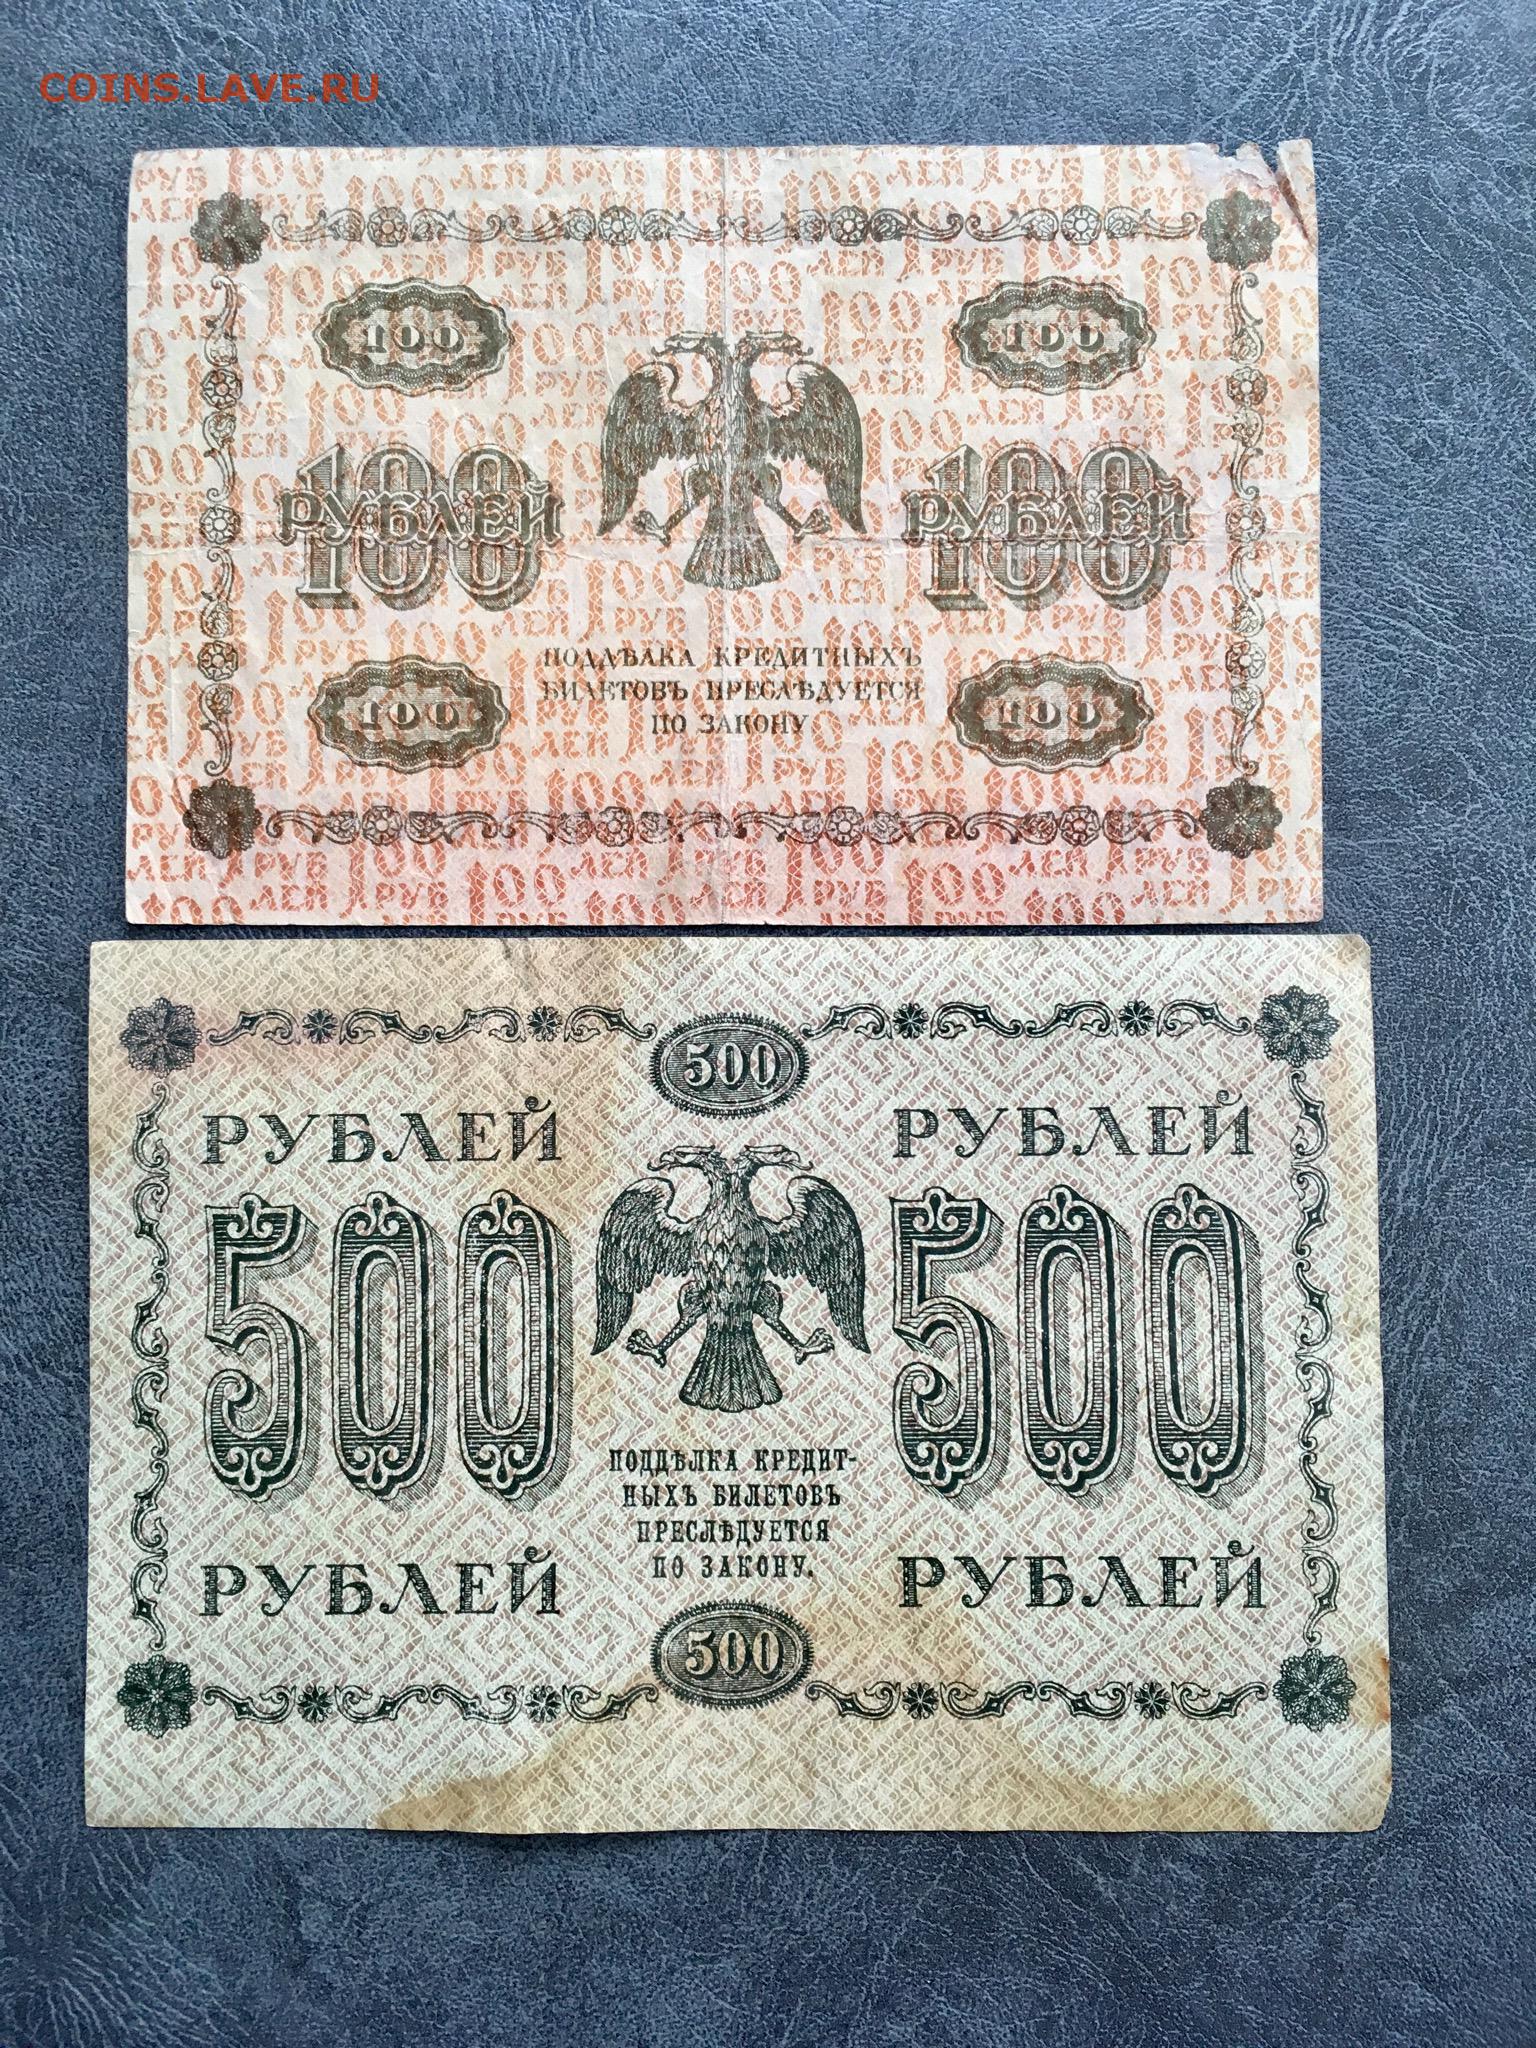 COINS.LAVE.RU
100 100
100 РУБЛЕЙ 100 РУБЛЕЙ
ПОДДѢЛКА КРЕДИТНЫХЪ
БИЛЕТОВЪ ПРЕСЛѢДУЕТСЯ
ПО ЗАКОНУ
100 100
500
РУБЛЕЙ РУБЛЕЙ
500 500
ПОДДѢЛКА КРЕДИТ-
НЫХЪ БИЛЕТОВЪ
ПРЕСЛѢДУЕТСЯ
ПО ЗАКОНУ.
РУБЛЕЙ РУБЛЕЙ
500